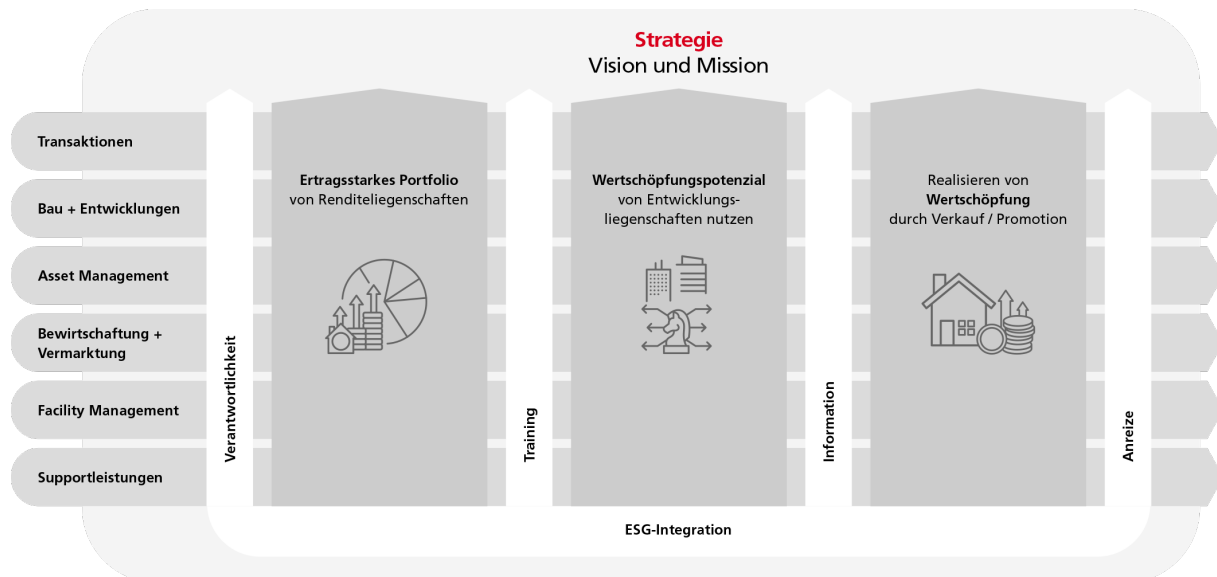 Strategie
Vision und Mission
Transaktionen
Bau + Entwicklungen
Asset Management
Bewirtschaftung +
Vermarktung
Facility Management
Supportleistungen
Verantwortlichkeit
Ertragsstarkes Portfolio
von Renditeliegenschaften
Training
Wertschöpfungspotenzial
von Entwicklungs-
liegenschaften nutzen
Information
Realisieren von
Wertschöpfung
durch Verkauf / Promotion
Anreize
ESG-Integration